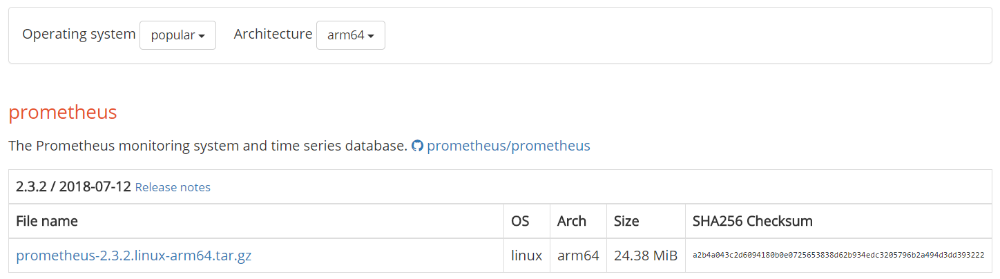 Operating system popular Architecture arm64
prometheus
The Prometheus monitoring system and time series database. prometheus/prometheus
2.3.2 / 2018-07-12 Release notes
File name OS Arch Size SHA256 Checksum
prometheus-2.3.2.linux-arm64.tar.gz linux arm64 24.38 MiB a2b4a043c2d6094180b0e0725653838d62b934edc3205796b2a494d3dd393222